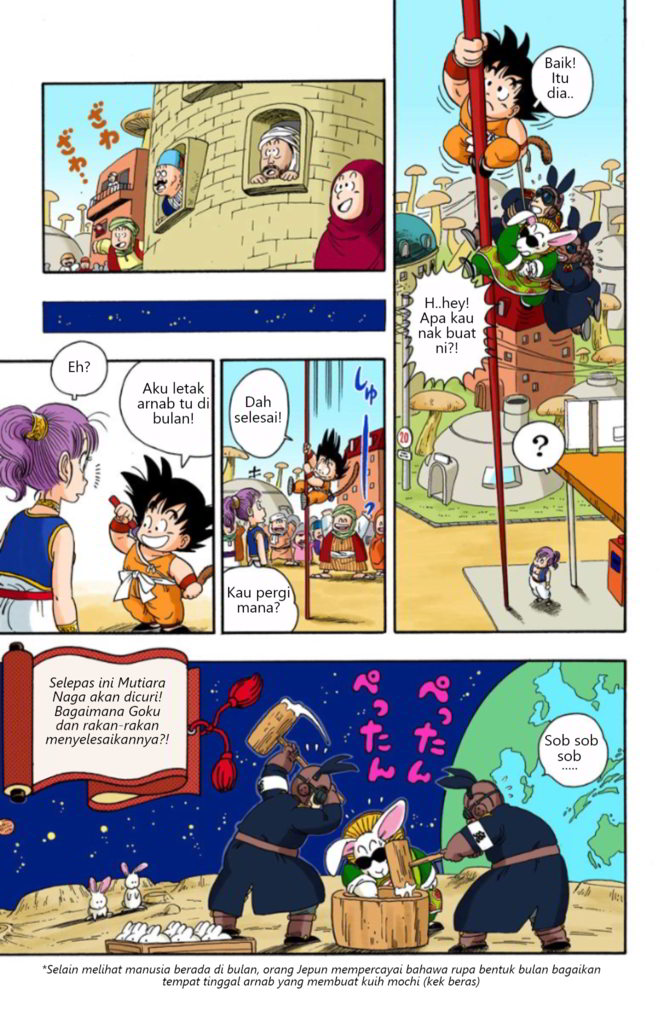 Baik!
Itu
dia..
H..hey!
Apa kau
nak buat
ni?!
20
?
ざわ
ざわ..
しゅー!
Dah
selesai!
Kau pergi
mana?
Aku letak
arnab tu di
bulan!
Eh?
Selepas ini Mutiara
Naga akan dicuri!
Bagaimana Goku
dan rakan-rakan
menyelesaikannya?!
ぺったん
ぺったん
Sob sob
sob
.....
*Selain melihat manusia berada di bulan, orang Jepun mempercayai bahawa rupa bentuk bulan bagaikan
tempat tinggal arnab yang membuat kuih mochi (kek beras)